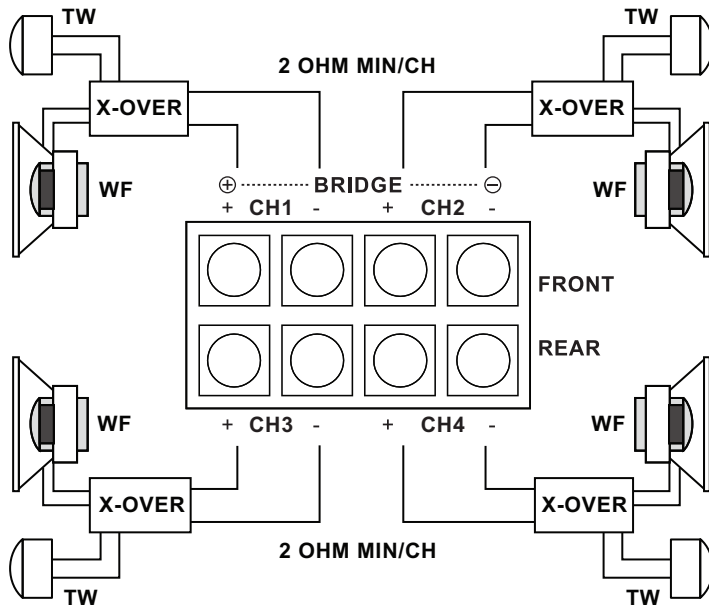 TW TW
2 OHM MIN/CH
X-OVER X-OVER
WF ⊕ BRIDGE ⊖ WF
+ CH1 - + CH2 -
FRONT
REAR
WF + CH3 - + CH4 - WF
X-OVER X-OVER
2 OHM MIN/CH
TW TW